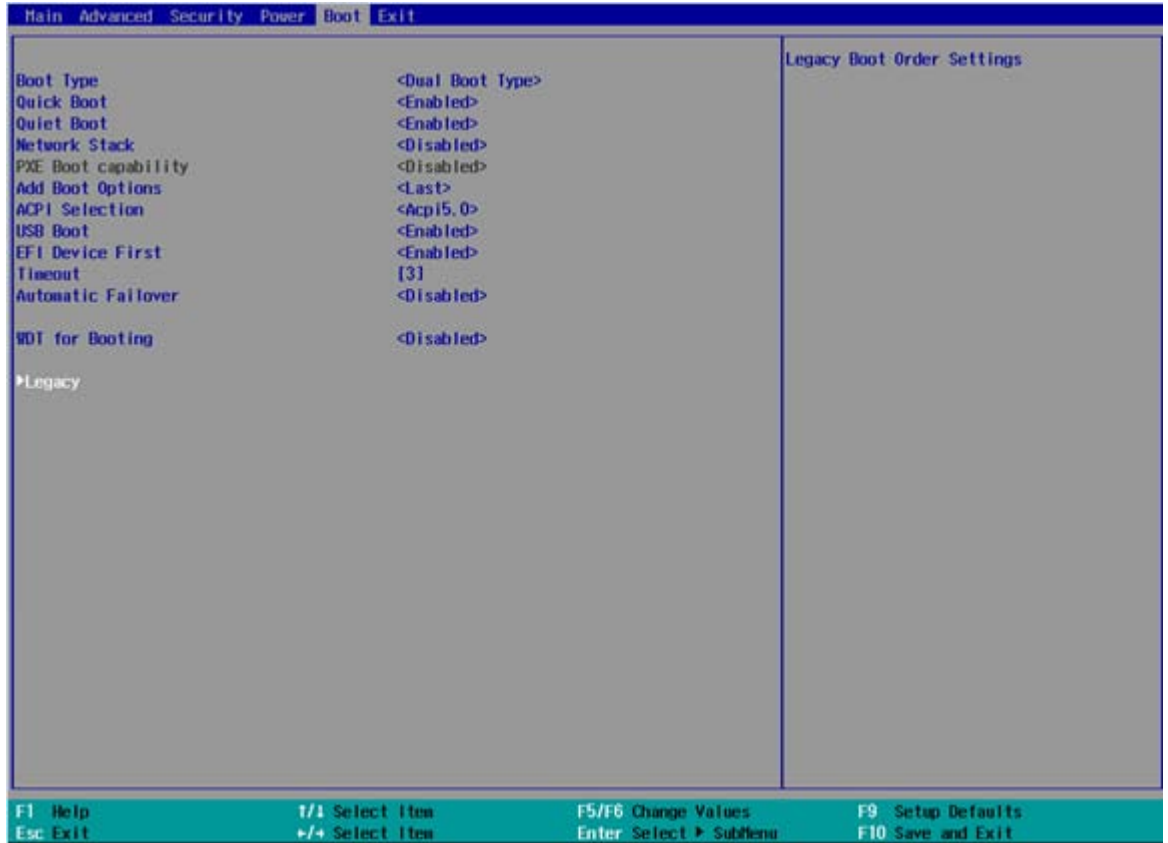 Main Advanced Security Power Boot Exit
Legacy Boot Order Settings
Boot Type <Dual Boot Type>
Quick Boot <Enabled>
Quiet Boot <Enabled>
Network Stack <Disabled>
PXE Boot capability <Disabled>
Add Boot Options <Last>
ACPI Selection <Acpi5.0>
USB Boot <Enabled>
EFI Device First <Enabled>
Timeout [3]
Automatic Failover <Disabled>
WDT for Booting <Disabled>
▶Legacy
F1 Help ↑/↓ Select Item F5/F6 Change Values F9 Setup Defaults
Esc Exit ←/→ Select Item Enter Select ▶ SubMenu F10 Save and Exit